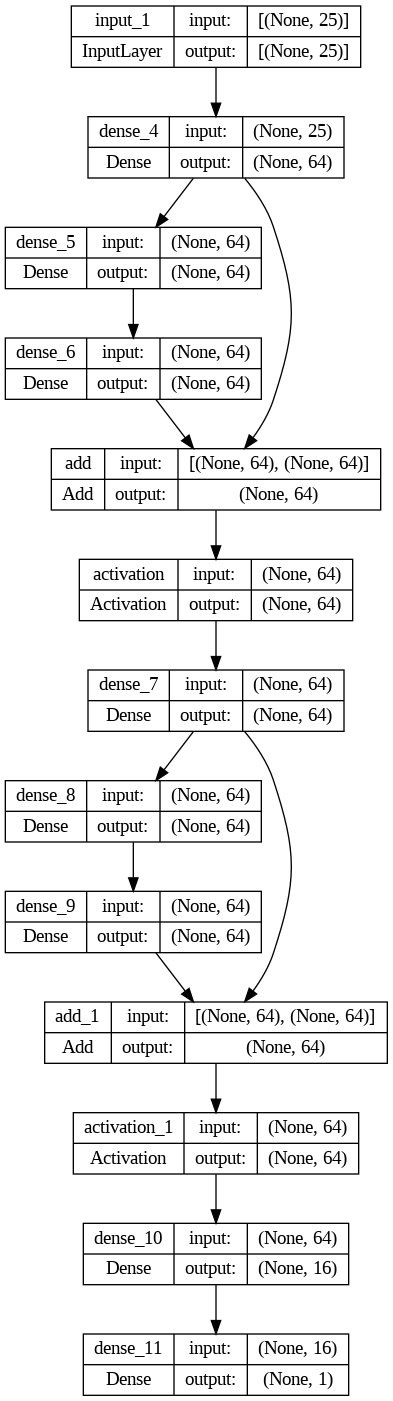 input_1 input: [(None, 25)]
InputLayer output: [(None, 25)]
dense_4 input: (None, 25)
Dense output: (None, 64)
dense_5 input: (None, 64)
Dense output: (None, 64)
dense_6 input: (None, 64)
Dense output: (None, 64)
add input: [(None, 64), (None, 64)]
Add output: (None, 64)
activation input: (None, 64)
Activation output: (None, 64)
dense_7 input: (None, 64)
Dense output: (None, 64)
dense_8 input: (None, 64)
Dense output: (None, 64)
dense_9 input: (None, 64)
Dense output: (None, 64)
add_1 input: [(None, 64), (None, 64)]
Add output: (None, 64)
activation_1 input: (None, 64)
Activation output: (None, 64)
dense_10 input: (None, 64)
Dense output: (None, 16)
dense_11 input: (None, 16)
Dense output: (None, 1)